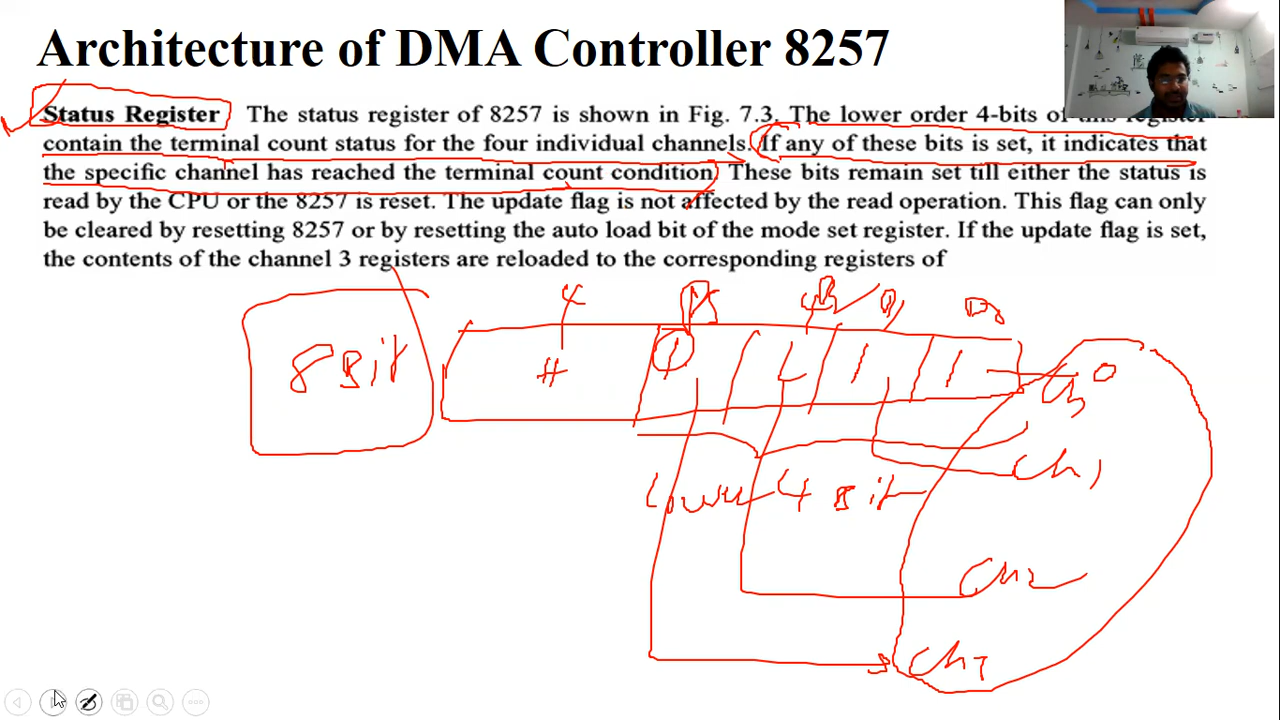 Architecture of DMA Controller 8257
Status Register The status register of 8257 is shown in Fig. 7.3. The lower order 4-bits of this register
contain the terminal count status for the four individual channels. If any of these bits is set, it indicates that
the specific channel has reached the terminal count condition. These bits remain set till either the status is
read by the CPU or the 8257 is reset. The update flag is not affected by the read operation. This flag can only
be cleared by resetting 8257 or by resetting the auto load bit of the mode set register. If the update flag is set,
the contents of the channel 3 registers are reloaded to the corresponding registers of
4
8 Bit
1 1
lower 4 Bit
Ch1
Ch2